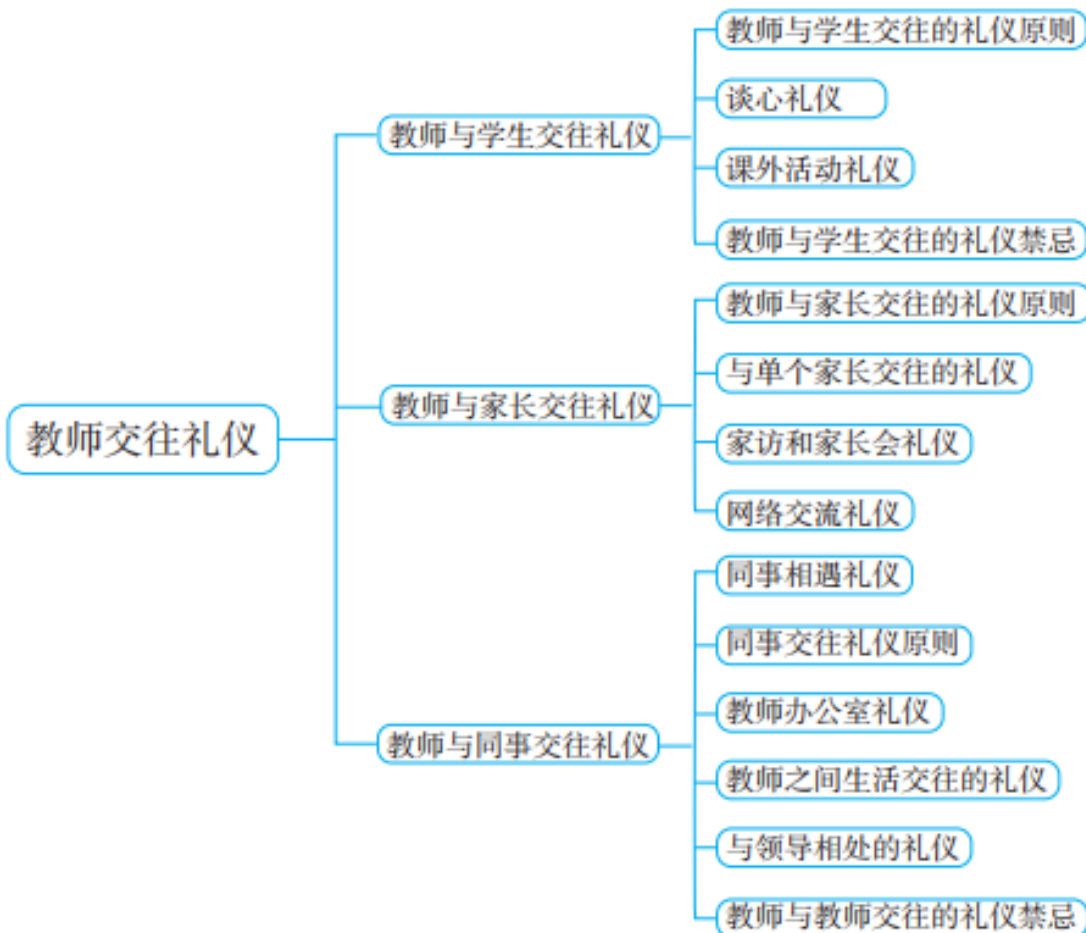 教师与学生交往的礼仪原则
谈心礼仪
教师与学生交往礼仪
课外活动礼仪
教师与学生交往的礼仪禁忌
教师与家长交往的礼仪原则
与单个家长交往的礼仪
教师与家长交往礼仪
教师交往礼仪
家访和家长会礼仪
网络交流礼仪
同事相遇礼仪
同事交往礼仪原则
教师办公室礼仪
教师与同事交往礼仪
教师之间生活交往的礼仪
与领导相处的礼仪
教师与教师交往的礼仪禁忌